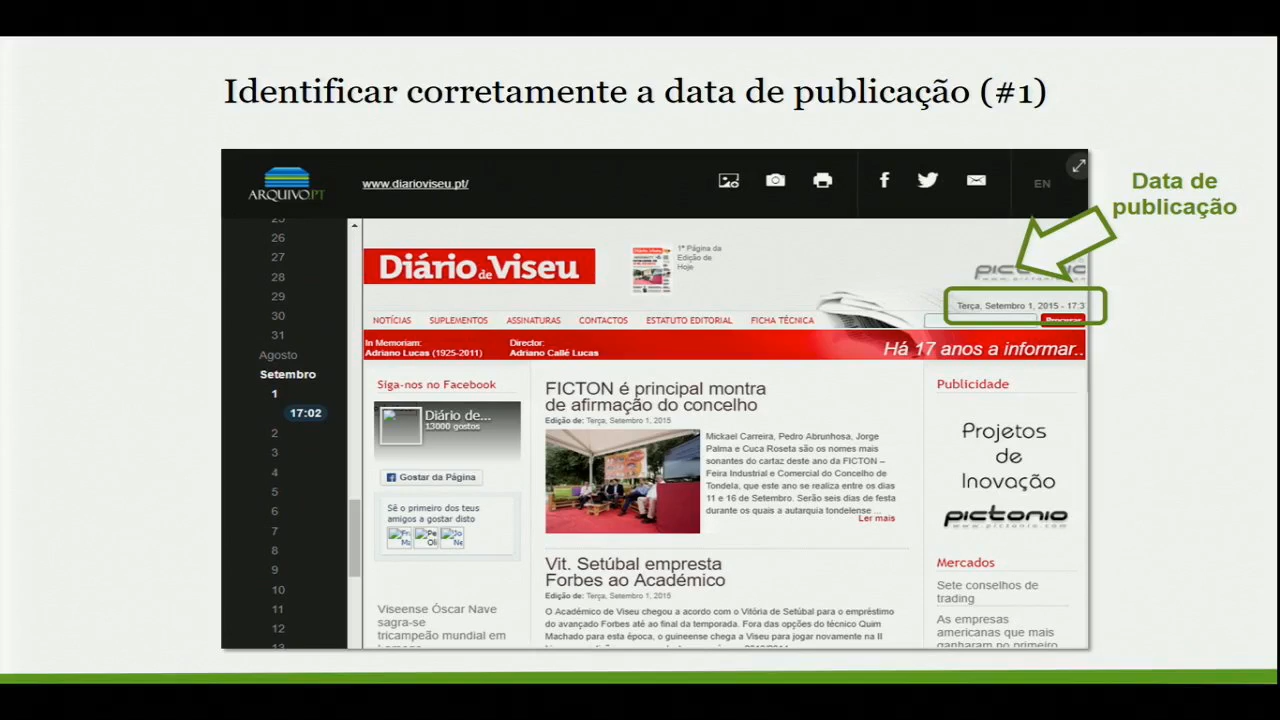 Identificar corretamente a data de publicação (#1)
ARQUIVO.PT
www.diarioviseu.pt/
EN
Data de
publicação
26
27
28
29
30
31
Agosto
Setembro
1
17:02
2
3
4
5
6
7
8
9
10
11
12
Diário de Viseu
1ª Página da
Edição de
Hoje
Terça, Setembro 1, 2015 - 17:3
NOTÍCIAS SUPLEMENTOS ASSINATURAS CONTACTOS ESTATUTO EDITORIAL FICHA TÉCNICA
Procurar
In Memoriam:
Adriano Lucas (1925-2011)
Director:
Adriano Callé Lucas
Há 17 anos a informar..
Siga-nos no Facebook
Diário de...
13000 gostos
Gostar da Página
Sê o primeiro dos teus
amigos a gostar disto
Viseense Óscar Nave
sagra-se
tricampeão mundial em
FICTON é principal montra
de afirmação do concelho
Edição de: Terça, Setembro 1, 2015
Mickael Carreira, Pedro Abrunhosa, Jorge
Palma e Cuca Roseta são os nomes mais
sonantes do cartaz deste ano da FICTON –
Feira Industrial e Comercial do Concelho de
Tondela, que este ano se realiza entre os dias
11 e 16 de Setembro. Serão seis dias de festa
durante os quais a autarquia tondelense ...
Ler mais
Vit. Setúbal empresta
Forbes ao Académico
Edição de: Terça, Setembro 1, 2015
O Académico de Viseu chegou a acordo com o Vitória de Setúbal para o empréstimo
do avançado Forbes até ao final da temporada. Fora das opções do técnico Quim
Machado para esta época, o guineense chega a Viseu para jogar novamente na II
Publicidade
Projetos
de
Inovação
pictonio
www.pictonio.com
Mercados
Sete conselhos de
trading
As empresas
americanas que mais
ganharam no primeiro